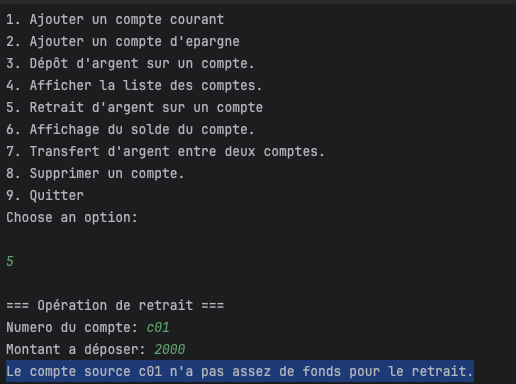 1. Ajouter un compte courant
2. Ajouter un compte d'epargne
3. Dépôt d'argent sur un compte.
4. Afficher la liste des comptes.
5. Retrait d'argent sur un compte
6. Affichage du solde du compte.
7. Transfert d'argent entre deux comptes.
8. Supprimer un compte.
9. Quitter
Choose an option:
5
=== Opération de retrait ===
Numero du compte: c01
Montant a déposer: 2000
Le compte source c01 n'a pas assez de fonds pour le retrait.